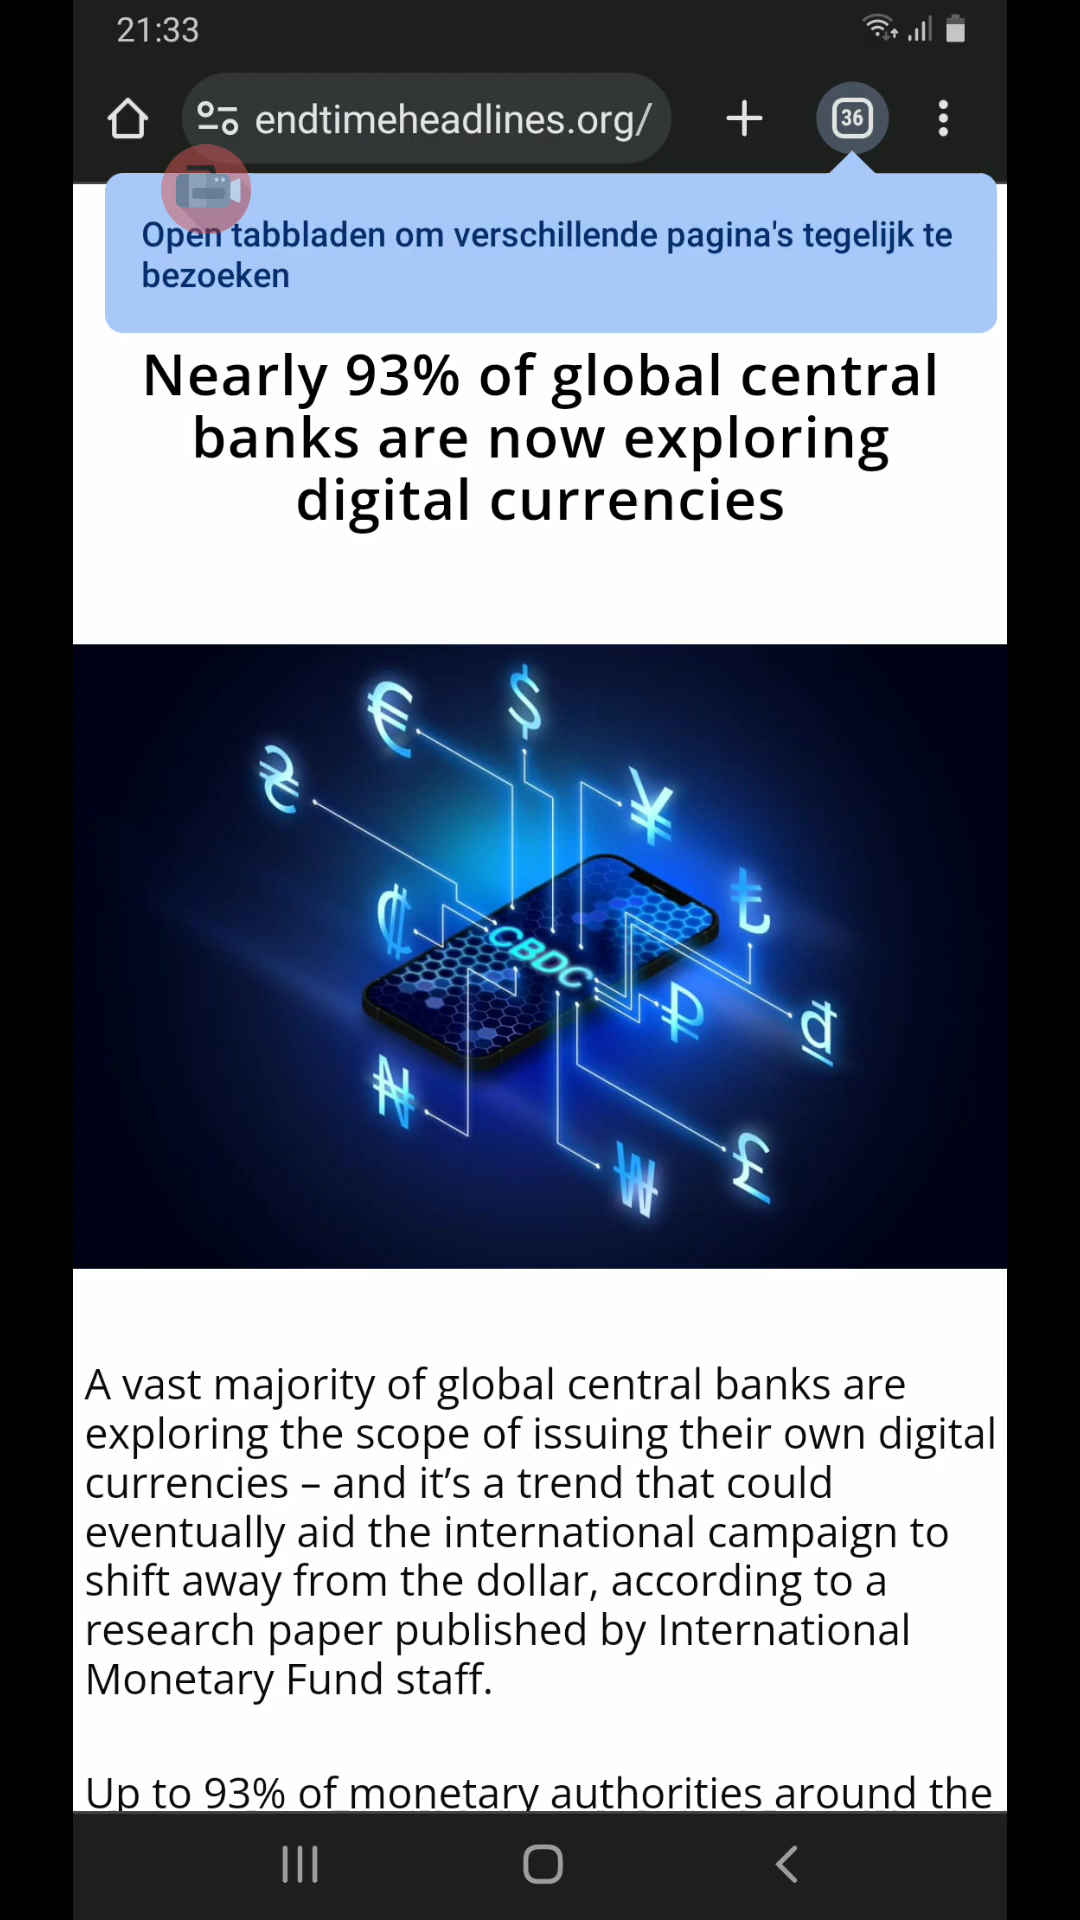 21:33
endtimeheadlines.org/
36
Open tabbladen om verschillende pagina's tegelijk te
bezoeken
Nearly 93% of global central
banks are now exploring
digital currencies
€
$
₴
¥
₵
₺
CBDC
₽
₫
₦
£
₩
A vast majority of global central banks are
exploring the scope of issuing their own digital
currencies – and it’s a trend that could
eventually aid the international campaign to
shift away from the dollar, according to a
research paper published by International
Monetary Fund staff.
Up to 93% of monetary authorities around the